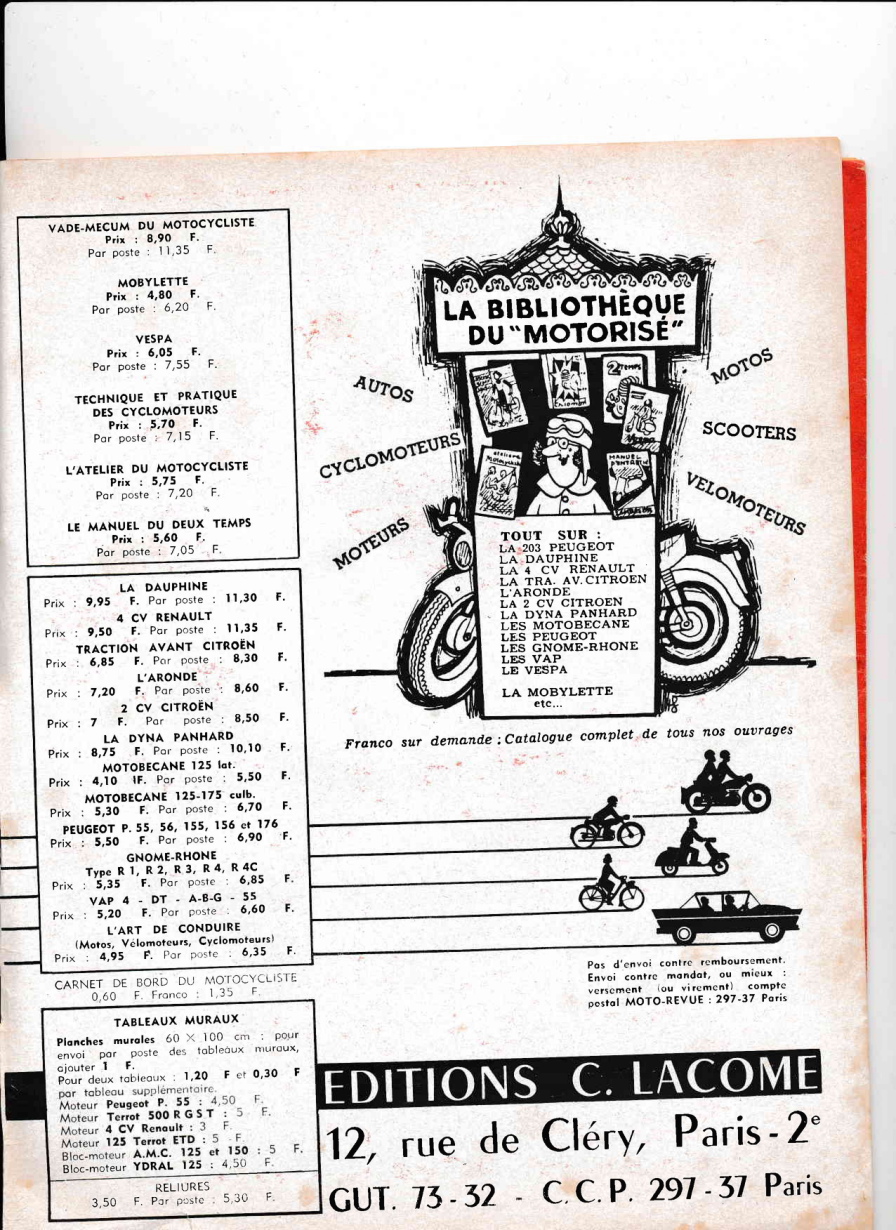 VADE-MECUM DU MOTOCYCLISTE
Prix : 8,90 F.
Par poste : 11,35 F.
MOBYLETTE
Prix : 4,80 F.
Par poste : 6,20 F.
VESPA
Prix : 6,05 F.
Par poste : 7,55 F.
TECHNIQUE ET PRATIQUE
DES CYCLOMOTEURS
Prix : 5,70 F.
Par poste : 7,15 F.
L'ATELIER DU MOTOCYCLISTE
Prix : 5,75 F.
Par poste : 7,20 F.
LE MANUEL DU DEUX TEMPS
Prix : 5,60 F.
Par poste : 7,05 F.
LA DAUPHINE
Prix : 9,95 F. Par poste : 11,30 F.
4 CV RENAULT
Prix : 9,50 F. Par poste : 11,35 F.
TRACTION AVANT CITROËN
Prix : 6,85 F. Par poste : 8,30 F.
L'ARONDE
Prix : 7,20 F. Par poste : 8,60 F.
2 CV CITROËN
Prix : 7 F. Par poste : 8,50 F.
LA DYNA PANHARD
Prix : 8,75 F. Par poste : 10,10 F.
MOTOBECANE 125 lat.
Prix : 4,10 F. Par poste : 5,50 F.
MOTOBECANE 125-175 culb.
Prix : 5,30 F. Par poste : 6,70 F.
PEUGEOT P. 55, 56, 155, 156 et 176
Prix : 5,50 F. Par poste : 6,90 F.
GNOME-RHONE
Type R 1, R 2, R 3, R 4, R 4C
Prix : 5,35 F. Par poste : 6,85 F.
VAP 4 - DT - A-B-G - 55
Prix : 5,20 F. Par poste : 6,60 F.
L'ART DE CONDUIRE
(Motos, Vélomoteurs, Cyclomoteurs)
Prix : 4,95 F. Par poste : 6,35 F.
CARNET DE BORD DU MOTOCYCLISTE
0,60 F. Franco : 1,35 F.
TABLEAUX MURAUX
Planches murales 60 X 100 cm : pour
envoi par poste des tableaux muraux,
ajouter 1 F.
Pour deux tableaux : 1,20 F et 0,30 F
par tableau supplémentaire.
Moteur Peugeot P. 55 : 4,50 F.
Moteur Terrot 500 R G S T : 5 F.
Moteur 4 CV Renault : 3 F.
Moteur 125 Terrot ETD : 5 F.
Bloc-moteur A.M.C. 125 et 150 : 5 F.
Bloc-moteur YDRAL 125 : 4,50 F.
RELIURES
3,50 F. Par poste : 5,30 F.
LA BIBLIOTHÈQUE
DU "MOTORISÉ"
AUTOS
CYCLOMOTEURS
MOTEURS
MOTOS
SCOOTERS
VELOMOTEURS
2 TEMPS
MANUEL
TOUT SUR :
LA 203 PEUGEOT
LA DAUPHINE
LA 4 CV RENAULT
LA TRA. AV. CITROEN
L'ARONDE
LA 2 CV CITROEN
LA DYNA PANHARD
LES MOTOBECANE
LES PEUGEOT
LES GNOME-RHONE
LES VAP
LE VESPA
LA MOBYLETTE
etc...
Franco sur demande : Catalogue complet de tous nos ouvrages
Pas d'envoi contre remboursement.
Envoi contre mandat, ou mieux :
versement (ou virement) compte
postal MOTO-REVUE : 297-37 Paris
EDITIONS C. LACOME
12, rue de Cléry, Paris - 2e
GUT. 73-32 - C. C. P. 297-37 Paris